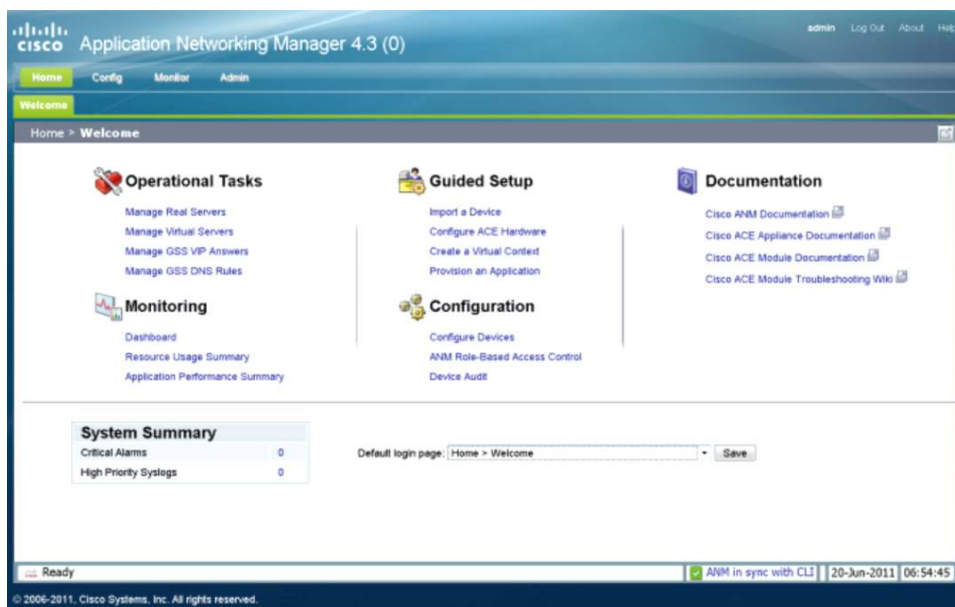 admin Log Out About Help
CISCO Application Networking Manager 4.3 (0)
Home Config Monitor Admin
Welcome
Home > Welcome
Operational Tasks
Manage Real Servers
Manage Virtual Servers
Manage GSS VIP Answers
Manage GSS DNS Rules
Monitoring
Dashboard
Resource Usage Summary
Application Performance Summary
Guided Setup
Import a Device
Configure ACE Hardware
Create a Virtual Context
Provision an Application
Configuration
Configure Devices
ANM Role-Based Access Control
Device Audit
Documentation
Cisco ANM Documentation
Cisco ACE Appliance Documentation
Cisco ACE Module Documentation
Cisco ACE Module Troubleshooting Wiki
System Summary
Critical Alarms 0
High Priority Syslogs 0
Default login page: Home > Welcome Save
Ready ANM in sync with CLI 20-Jun-2011 06:54:45
© 2006-2011, Cisco Systems, Inc. All rights reserved.